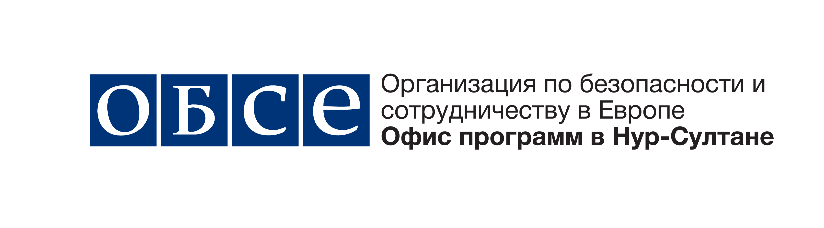 ОБСЕ
Организация по безопасности и
сотрудничеству в Европе
Офис программ в Нур-Султане